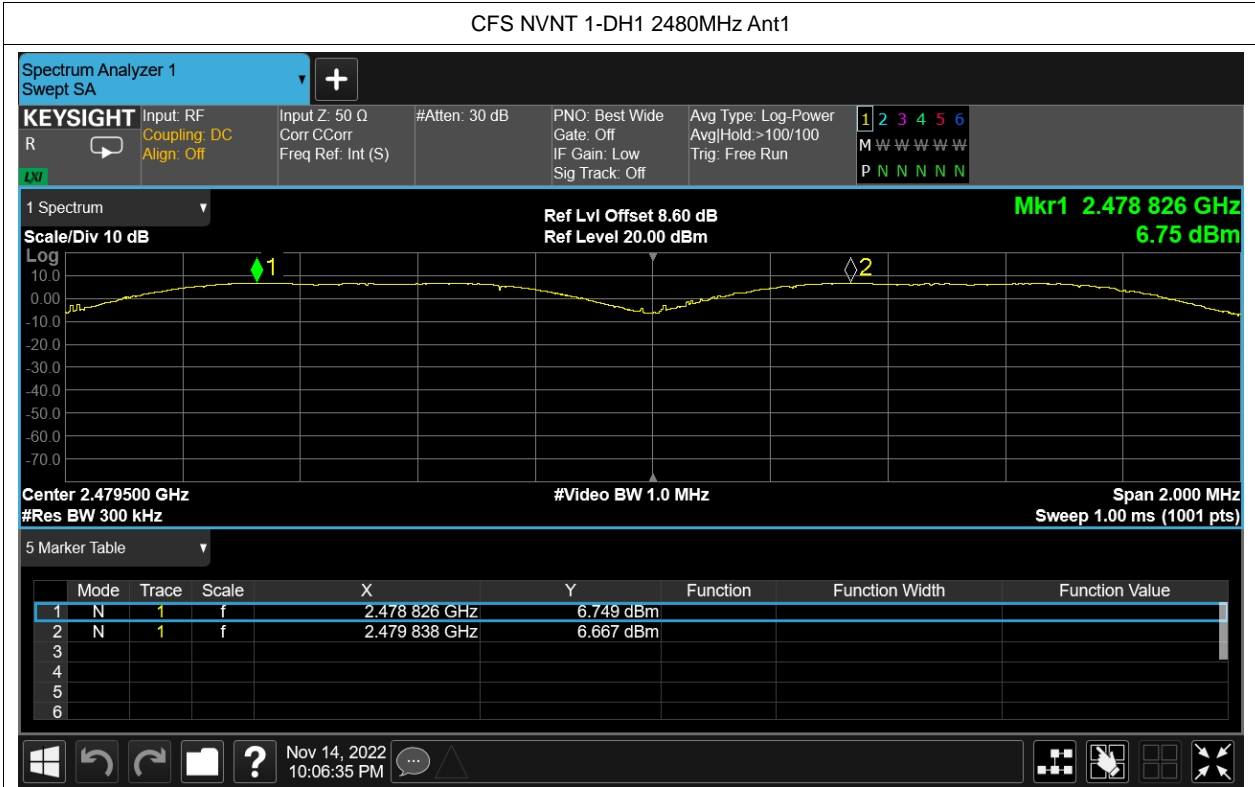 CFS NVNT 1-DH1 2480MHz Ant1
Spectrum Analyzer 1
Swept SA
KEYSIGHT
R
LXI
Input: RF
Coupling: DC
Align: Off
Input Z: 50 Ω
Corr CCorr
Freq Ref: Int (S)
#Atten: 30 dB
PNO: Best Wide
Gate: Off
IF Gain: Low
Sig Track: Off
Avg Type: Log-Power
Avg|Hold:>100/100
Trig: Free Run
1 2 3 4 5 6
M W W W W W
P N N N N N
1 Spectrum
Scale/Div 10 dB
Ref Lvl Offset 8.60 dB
Ref Level 20.00 dBm
Mkr1 2.478 826 GHz
6.75 dBm
Log
10.0
0.00
-10.0
-20.0
-30.0
-40.0
-50.0
-60.0
-70.0
1
2
Center 2.479500 GHz
#Res BW 300 kHz
#Video BW 1.0 MHz
Span 2.000 MHz
Sweep 1.00 ms (1001 pts)
5 Marker Table
Mode Trace Scale X Y Function Function Width Function Value
1 N 1 f 2.478 826 GHz 6.749 dBm
2 N 1 f 2.479 838 GHz 6.667 dBm
3
4
5
6
?
Nov 14, 2022
10:06:35 PM